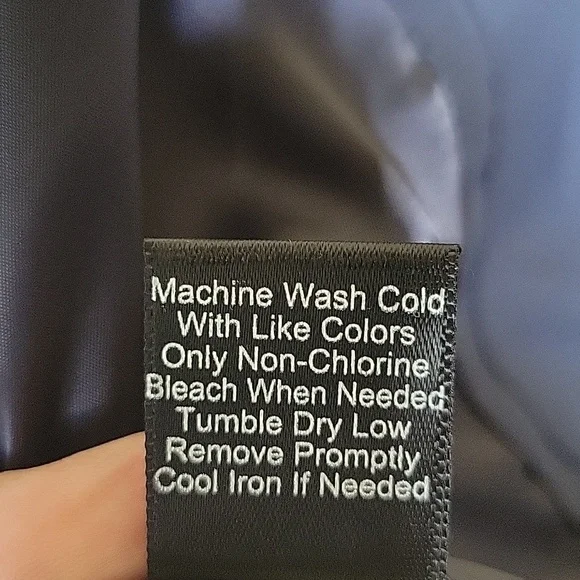 Machine Wash Cold
With Like Colors
Only Non-Chlorine
Bleach When Needed
Tumble Dry Low
Remove Promptly
Cool Iron If Needed